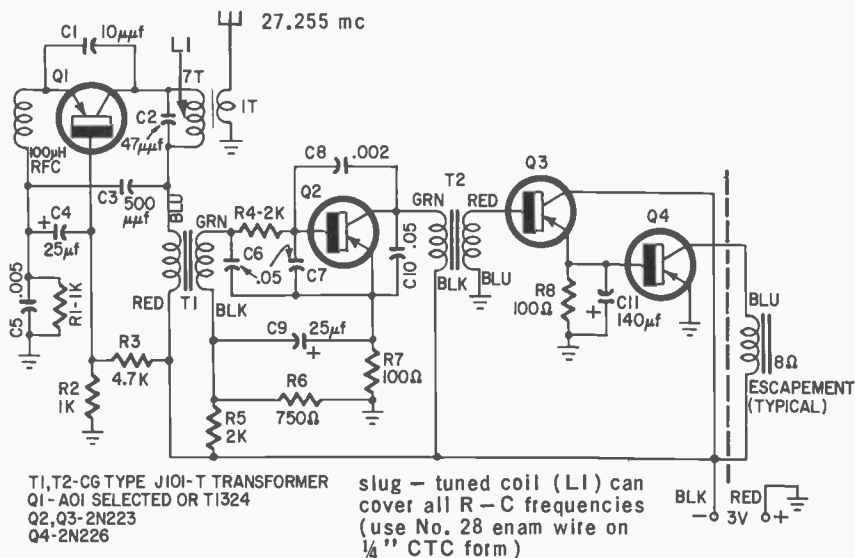 27.255 mc
C1 10µµf
L1
Q1
7T
1T
C2
47µµf
100µH
RFC
C3
500
µµf
BLU
C4
25µf
+
.005
C5
R1-1K
GRN
R4-2K
C8 .002
Q2
C6
.05
C7
C10 .05
GRN
T2
RED
Q3
Q4
BLK
BLU
R8
100Ω
C11
140µf
+
BLU
8Ω
ESCAPEMENT
(TYPICAL)
RED
T1
BLK
C9 25µf
+
R7
100Ω
R3
4.7K
R2
1K
R6
750Ω
R5
2K
T1,T2-CG TYPE J101-T TRANSFORMER
Q1-A01 SELECTED OR T1324
Q2,Q3-2N223
Q4-2N226
slug - tuned coil (L1) can
cover all R-C frequencies
(use No. 28 enam wire on
1/4" CTC form)
BLK RED
- 3V +